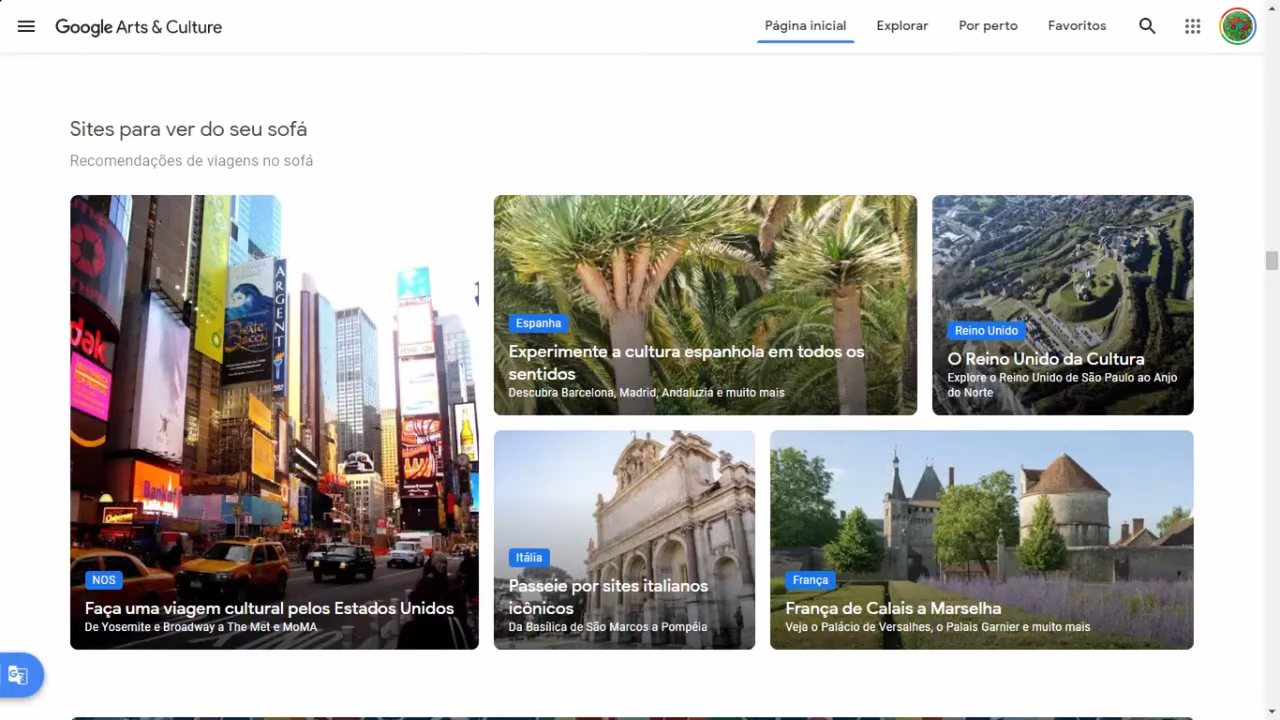 Google Arts & Culture
Página inicial
Explorar
Por perto
Favoritos
Sites para ver do seu sofá
Recomendações de viagens no sofá
ARGENT
Bank of
NOS
Faça uma viagem cultural pelos Estados Unidos
De Yosemite e Broadway a The Met e MoMA
Espanha
Experimente a cultura espanhola em todos os
sentidos
Descubra Barcelona, Madrid, Andaluzia e muito mais
Reino Unido
O Reino Unido da Cultura
Explore o Reino Unido de São Paulo ao Anjo
do Norte
Itália
Passeie por sites italianos
icônicos
Da Basílica de São Marcos a Pompéia
França
França de Calais a Marselha
Veja o Palácio de Versalhes, o Palais Garnier e muito mais